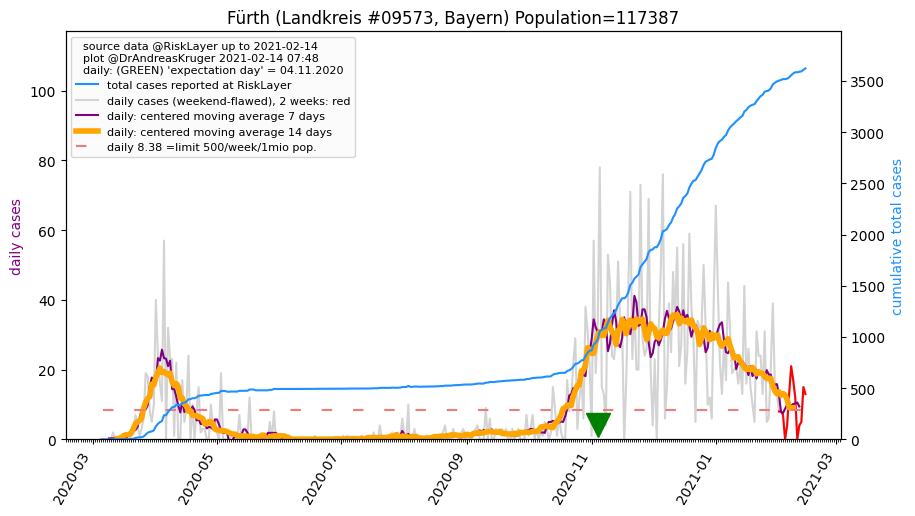 Fürth (Landkreis #09573, Bayern) Population=117387
source data @RiskLayer up to 2021-02-14
plot @DrAndreasKruger 2021-02-14 07:48
daily: (GREEN) 'expectation day' = 04.11.2020
total cases reported at RiskLayer
daily cases (weekend-flawed), 2 weeks: red
daily: centered moving average 7 days
daily: centered moving average 14 days
daily 8.38 =limit 500/week/1mio pop.
daily cases
100
80
60
40
20
0
cumulative total cases
3500
3000
2500
2000
1500
1000
500
0
2020-03
2020-05
2020-07
2020-09
2020-11
2021-01
2021-03